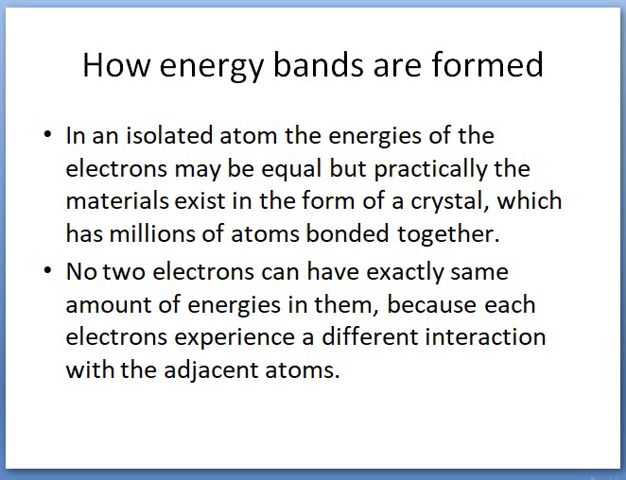 How energy bands are formed
• In an isolated atom the energies of the
electrons may be equal but practically the
materials exist in the form of a crystal, which
has millions of atoms bonded together.
• No two electrons can have exactly same
amount of energies in them, because each
electrons experience a different interaction
with the adjacent atoms.